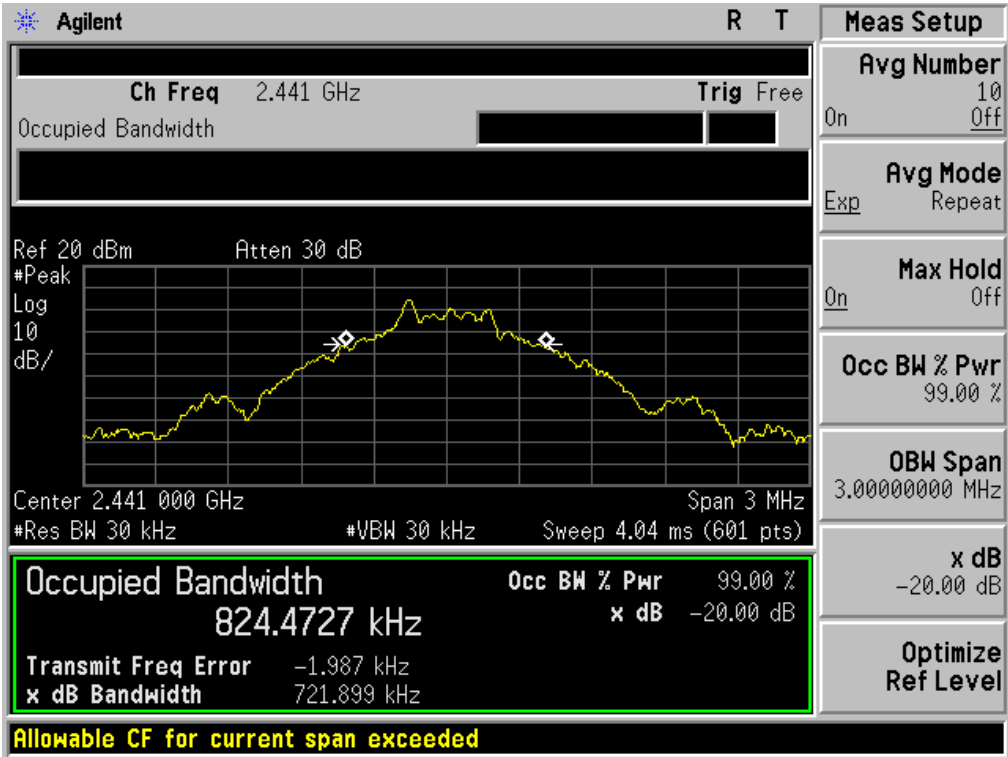 Agilent R T
Ch Freq 2.441 GHz Trig Free
Occupied Bandwidth
Ref 20 dBm Atten 30 dB
#Peak
Log
10
dB/
Center 2.441 000 GHz Span 3 MHz
#Res BW 30 kHz #VBW 30 kHz Sweep 4.04 ms (601 pts)
Occupied Bandwidth Occ BW % Pwr 99.00 %
824.4727 kHz x dB -20.00 dB
Transmit Freq Error -1.987 kHz
x dB Bandwidth 721.899 kHz
Allowable CF for current span exceeded
Meas Setup
Avg Number
10
On Off
Avg Mode
Exp Repeat
Max Hold
On Off
Occ BW % Pwr
99.00 %
OBW Span
3.00000000 MHz
x dB
-20.00 dB
Optimize
Ref Level